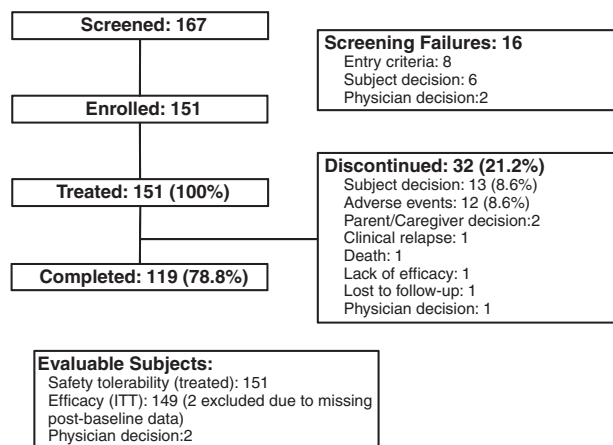 Screened: 167
Screening Failures: 16
Entry criteria: 8
Subject decision: 6
Physician decision:2
Enrolled: 151
Treated: 151 (100%)
Discontinued: 32 (21.2%)
Subject decision: 13 (8.6%)
Adverse events: 12 (8.6%)
Parent/Caregiver decision:2
Clinical relapse: 1
Death: 1
Lack of efficacy: 1
Lost to follow-up: 1
Physician decision: 1
Completed: 119 (78.8%)
Evaluable Subjects:
Safety tolerability (treated): 151
Efficacy (ITT): 149 (2 excluded due to missing
post-baseline data)
Physician decision:2